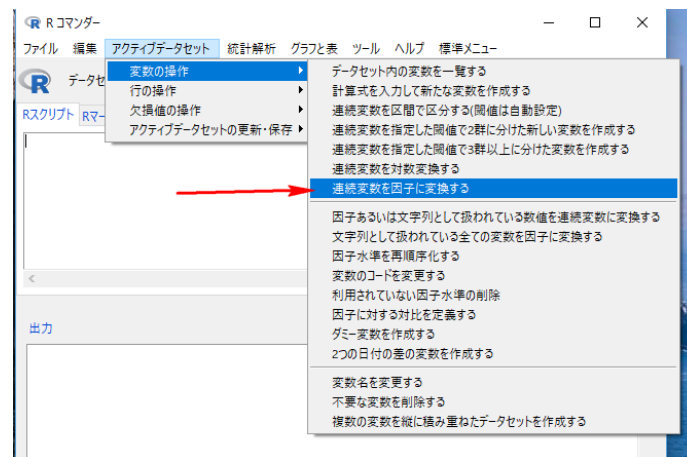 R コマンダー
ファイル 編集 アクティブデータセット 統計解析 グラフと表 ツール ヘルプ 標準メニュー
変数の操作
行の操作
欠損値の操作
アクティブデータセットの更新・保存
データセ
Rスクリプト Rマー
データセット内の変数を一覧する
計算式を入力して新たな変数を作成する
連続変数を区間で区分する(閾値は自動設定)
連続変数を指定した閾値で2群に分けた新しい変数を作成する
連続変数を指定した閾値で3群以上に分けた変数を作成する
連続変数を対数変換する
連続変数を因子に変換する
因子あるいは文字列として扱われている数値を連続変数に変換する
文字列として扱われている全ての変数を因子に変換する
因子水準を再順序化する
変数のコードを変更する
利用されていない因子水準の削除
因子に対する対比を定義する
ダミー変数を作成する
2つの日付の差の変数を作成する
変数名を変更する
不要な変数を削除する
複数の変数を縦に積み重ねたデータセットを作成する
出力